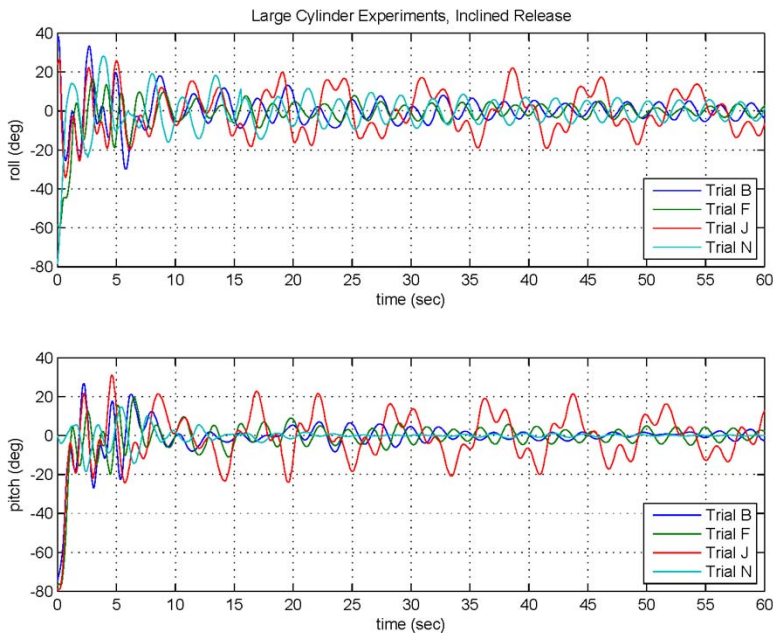 Large Cylinder Experiments, Inclined Release
40
20
0
-20
-40
-60
-80
roll (deg)
Trial B
Trial F
Trial J
Trial N
0 5 10 15 20 25 30 35 40 45 50 55 60
time (sec)
40
20
0
-20
-40
-60
-80
pitch (deg)
Trial B
Trial F
Trial J
Trial N
0 5 10 15 20 25 30 35 40 45 50 55 60
time (sec)